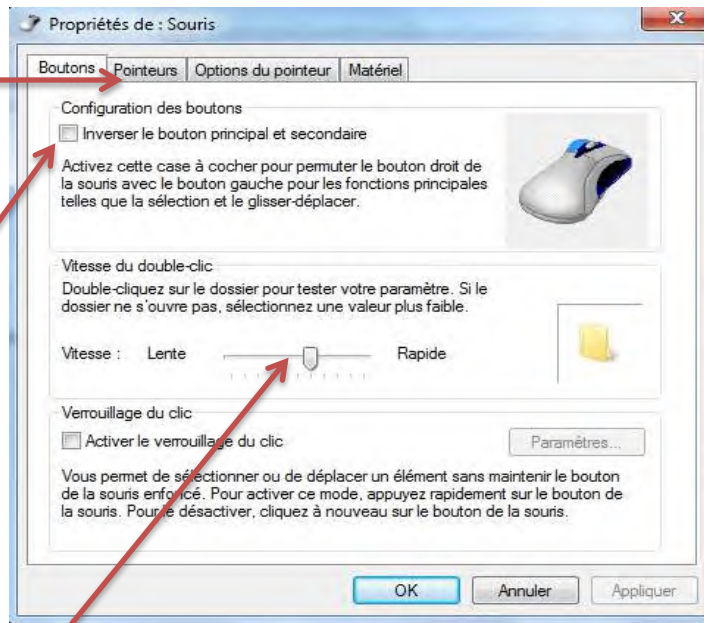 Propriétés de : Souris
Boutons Pointeurs Options du pointeur Matériel
Configuration des boutons
Inverser le bouton principal et secondaire
Activez cette case à cocher pour permuter le bouton droit de
la souris avec le bouton gauche pour les fonctions principales
telles que la sélection et le glisser-déplacer.
Vitesse du double-clic
Double-cliquez sur le dossier pour tester votre paramètre. Si le
dossier ne s'ouvre pas, sélectionnez une valeur plus faible.
Vitesse : Lente Rapide
Verrouillage du clic
Activer le verrouillage du clic Paramètres...
Vous permet de sélectionner ou de déplacer un élément sans maintenir le bouton
de la souris enfoncé. Pour activer ce mode, appuyez rapidement sur le bouton de
la souris. Pour le désactiver, cliquez à nouveau sur le bouton de la souris.
OK Annuler Appliquer